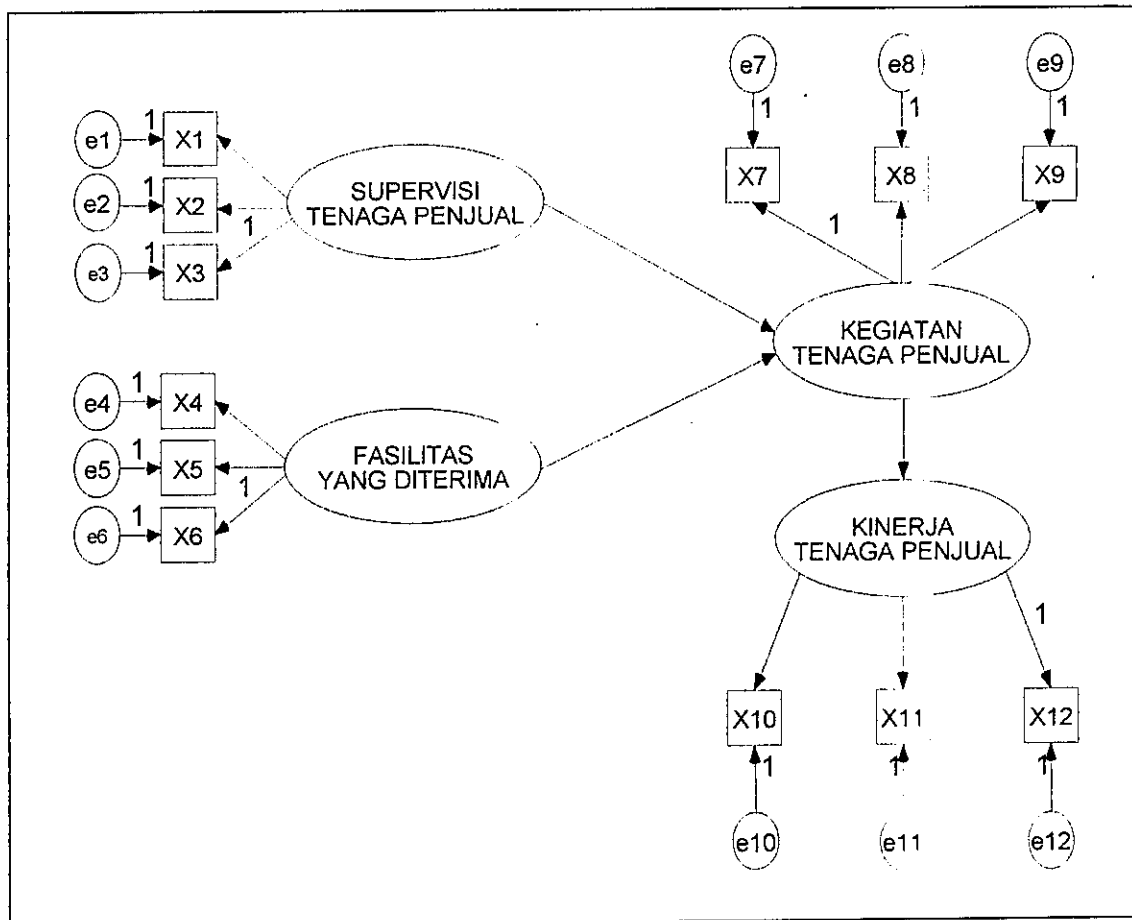 e7
e8
e9
1
1
1
X7
X8
X9
1
e1
1
X1
e2
1
X2
e3
1
X3
1
SUPERVISI
TENAGA PENJUAL
KEGIATAN
TENAGA PENJUAL
e4
1
X4
e5
1
X5
e6
1
X6
1
FASILITAS
YANG DITERIMA
KINERJA
TENAGA PENJUAL
1
X10
X11
X12
1
1
1
e10
e11
e12